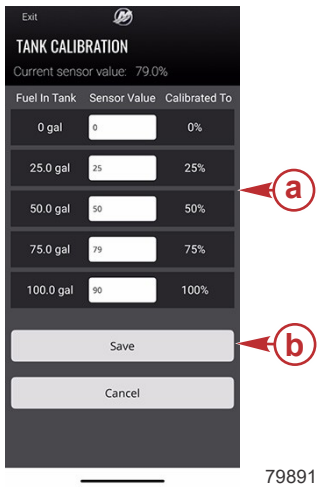 Exit
TANK CALIBRATION
Current sensor value: 79.0%
Fuel In Tank Sensor Value Calibrated To
0 gal 0 0%
25.0 gal 25 25%
a
50.0 gal 50 50%
75.0 gal 79 75%
100.0 gal 90 100%
Save
b
Cancel
79891